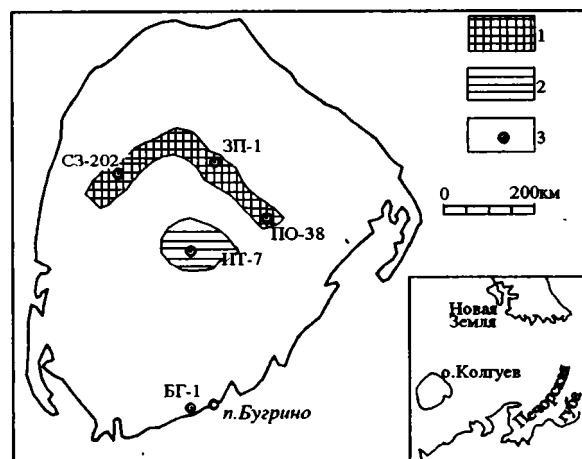 1
2
3
0 200км
СЗ-202
ЗП-1
ПО-38
ПТ-7
БГ-1
п.Бугрино
Новая
Земля
о.Колгуев
Печорская
губа